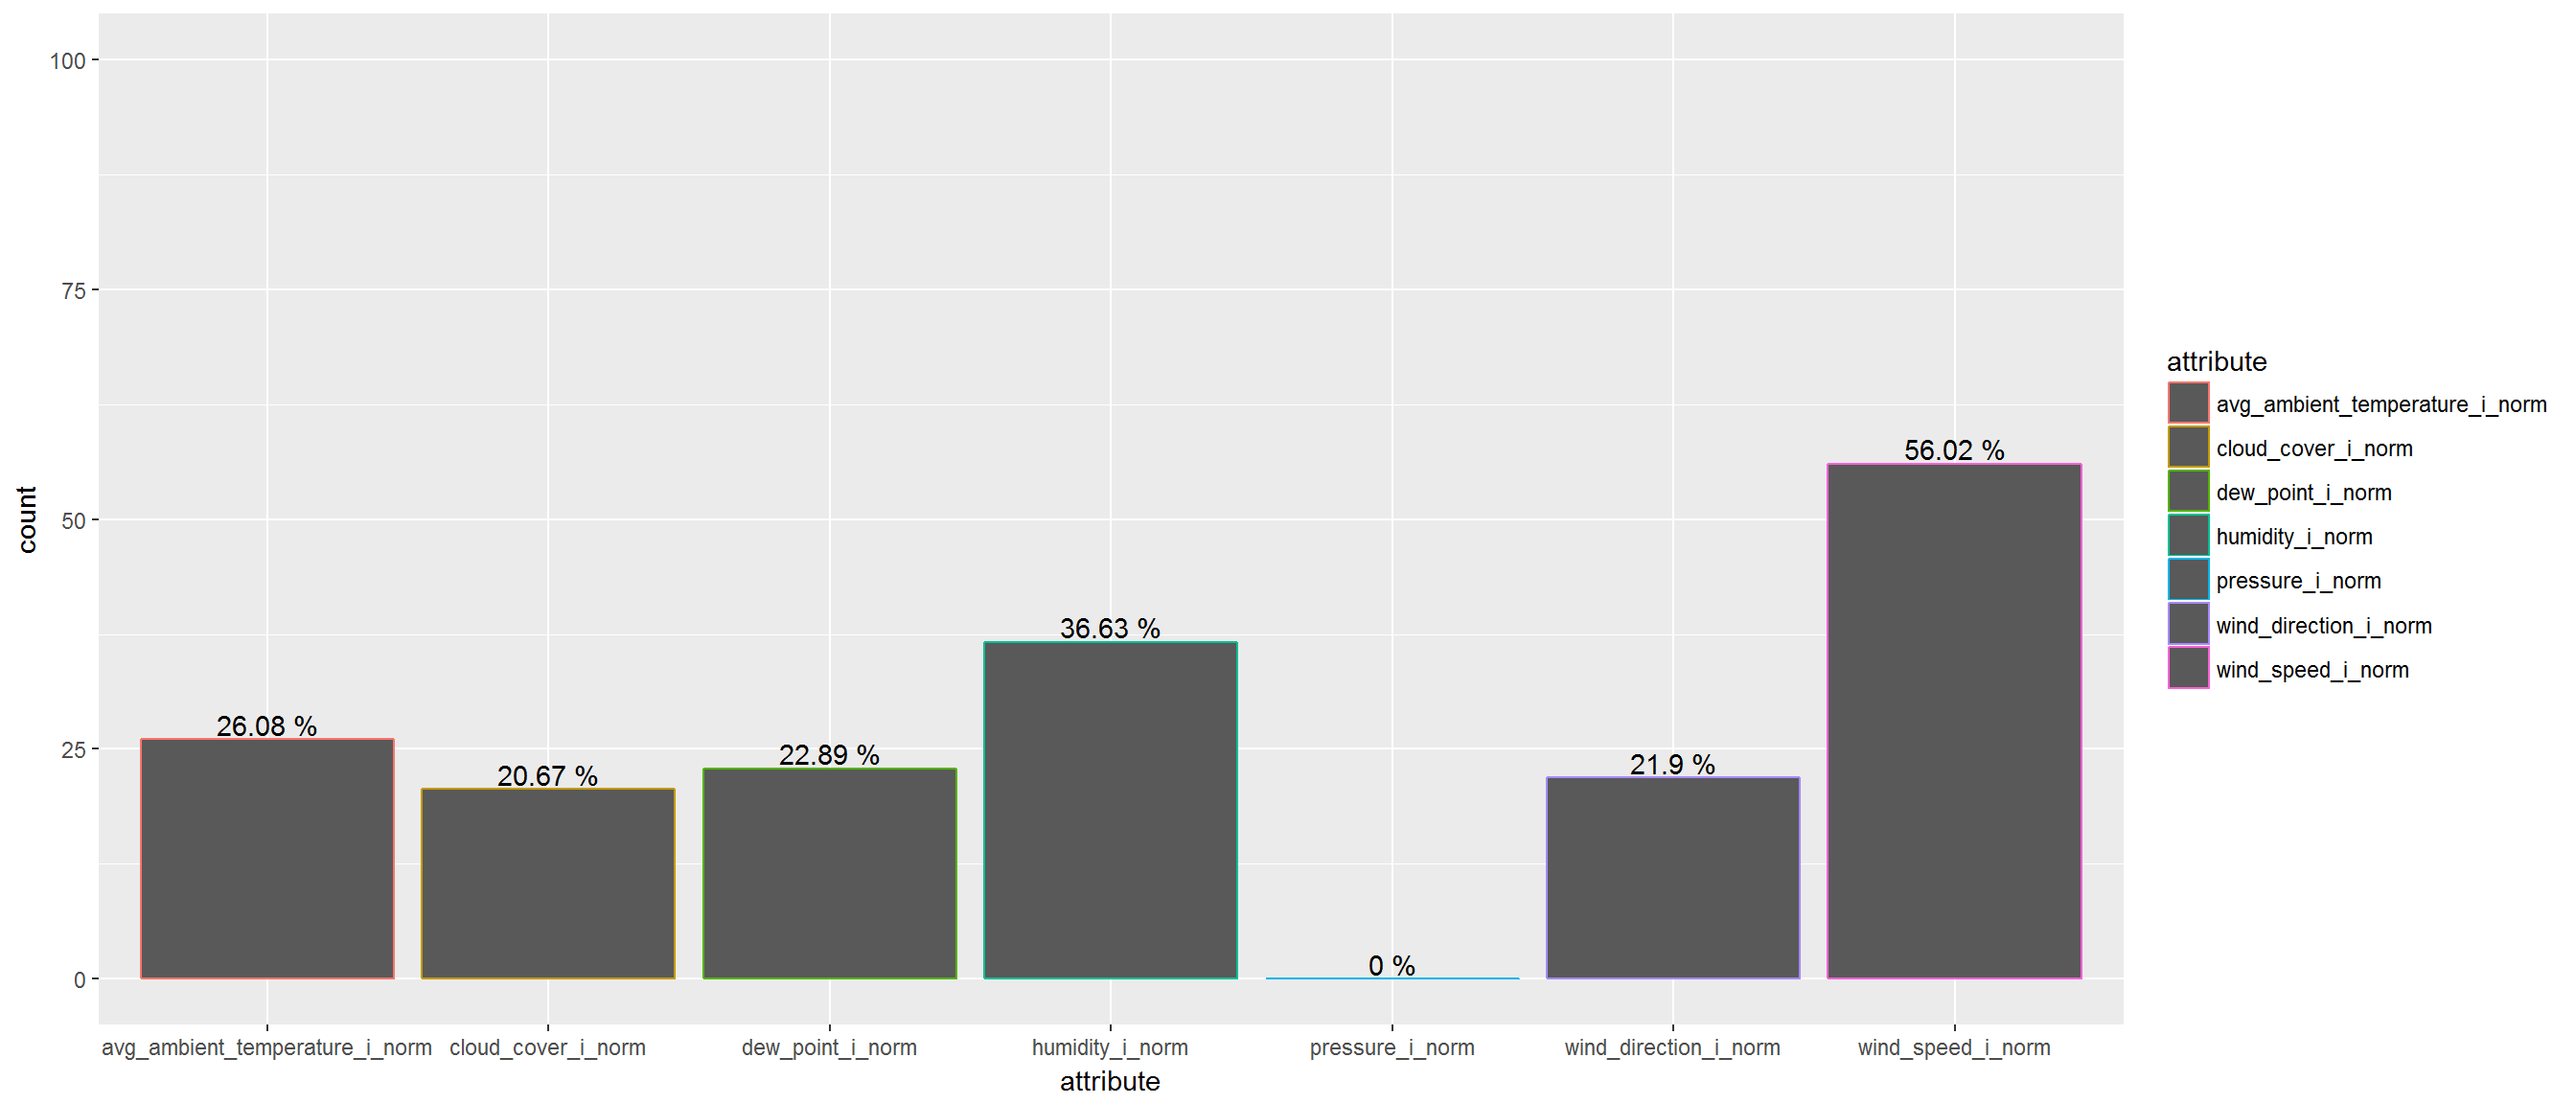 100
75
50
25
0
count
26.08 %
20.67 %
22.89 %
36.63 %
0 %
21.9 %
56.02 %
avg_ambient_temperature_i_norm
cloud_cover_i_norm
dew_point_i_norm
humidity_i_norm
pressure_i_norm
wind_direction_i_norm
wind_speed_i_norm
attribute
attribute
avg_ambient_temperature_i_norm
cloud_cover_i_norm
dew_point_i_norm
humidity_i_norm
pressure_i_norm
wind_direction_i_norm
wind_speed_i_norm